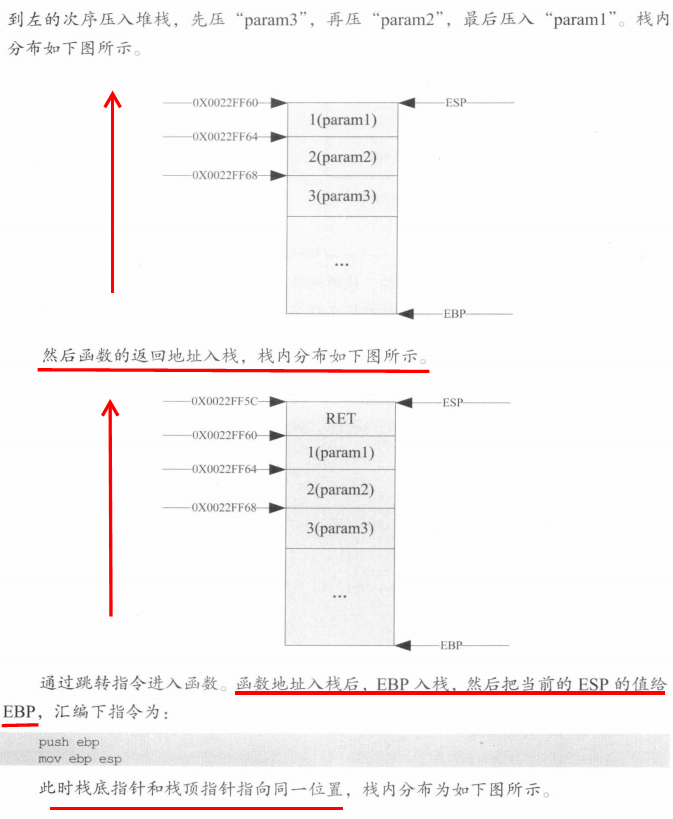 到左的次序压入堆栈，先压“param3”，再压“param2”，最后压入“param1”。栈内
分布如下图所示。
0X0022FF60
ESP
1(param1)
0X0022FF64
2(param2)
0X0022FF68
3(param3)
...
EBP
然后函数的返回地址入栈，栈内分布如下图所示。
0X0022FF5C
ESP
RET
0X0022FF60
1(param1)
0X0022FF64
2(param2)
0X0022FF68
3(param3)
...
EBP
通过跳转指令进入函数。函数地址入栈后，EBP 入栈，然后把当前的 ESP 的值给
EBP，汇编下指令为：
push ebp
mov ebp esp
此时栈底指针和栈顶指针指向同一位置，栈内分布为如下图所示。